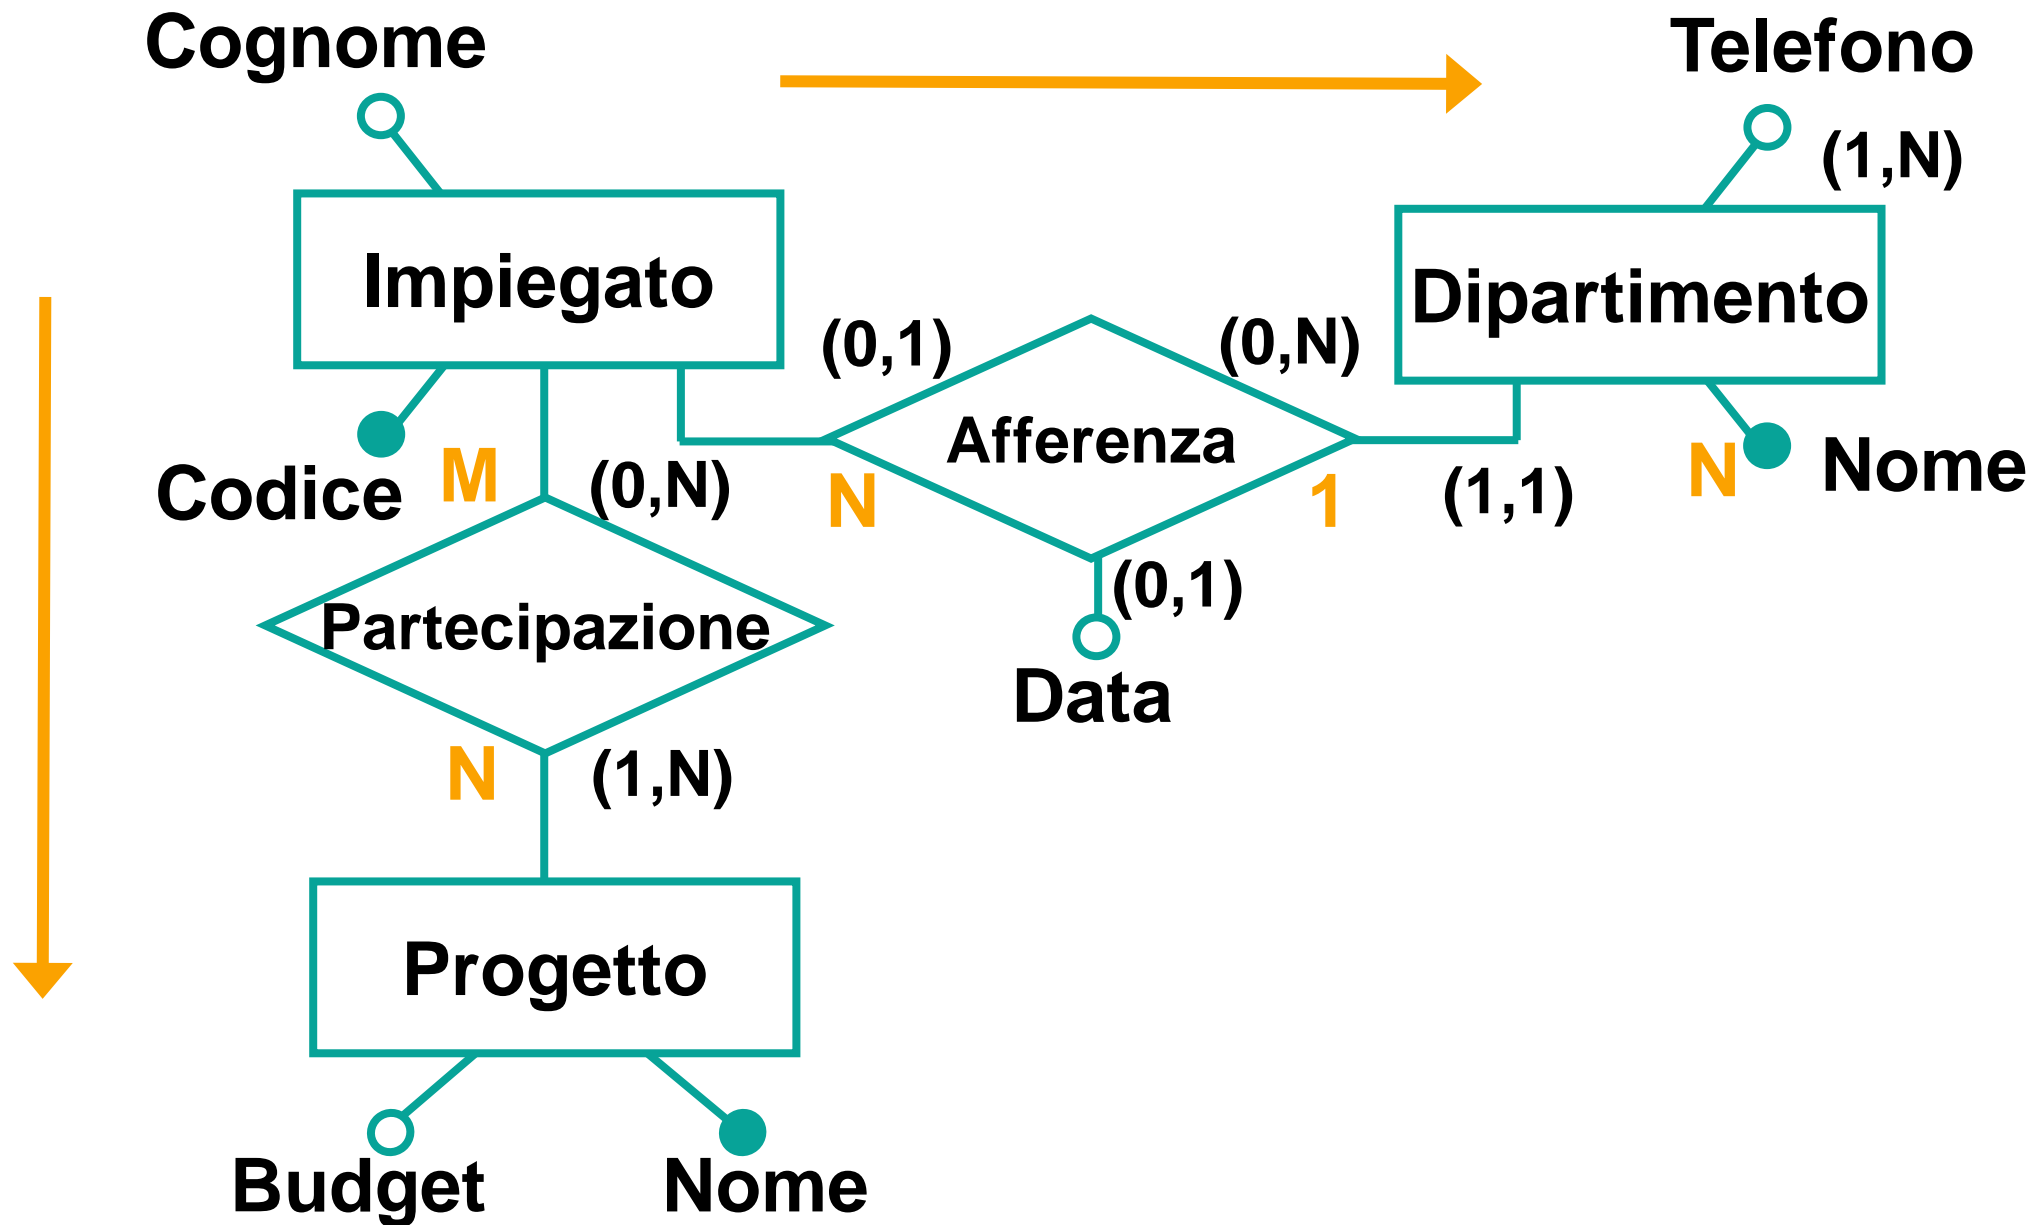 Cognome
Telefono
(1,N)
Impiegato
Dipartimento
(0,1)
(0,N)
Afferenza
Codice
M
(0,N)
N
1
(1,1)
N
Nome
(0,1)
Partecipazione
Data
N
(1,N)
Progetto
Budget
Nome